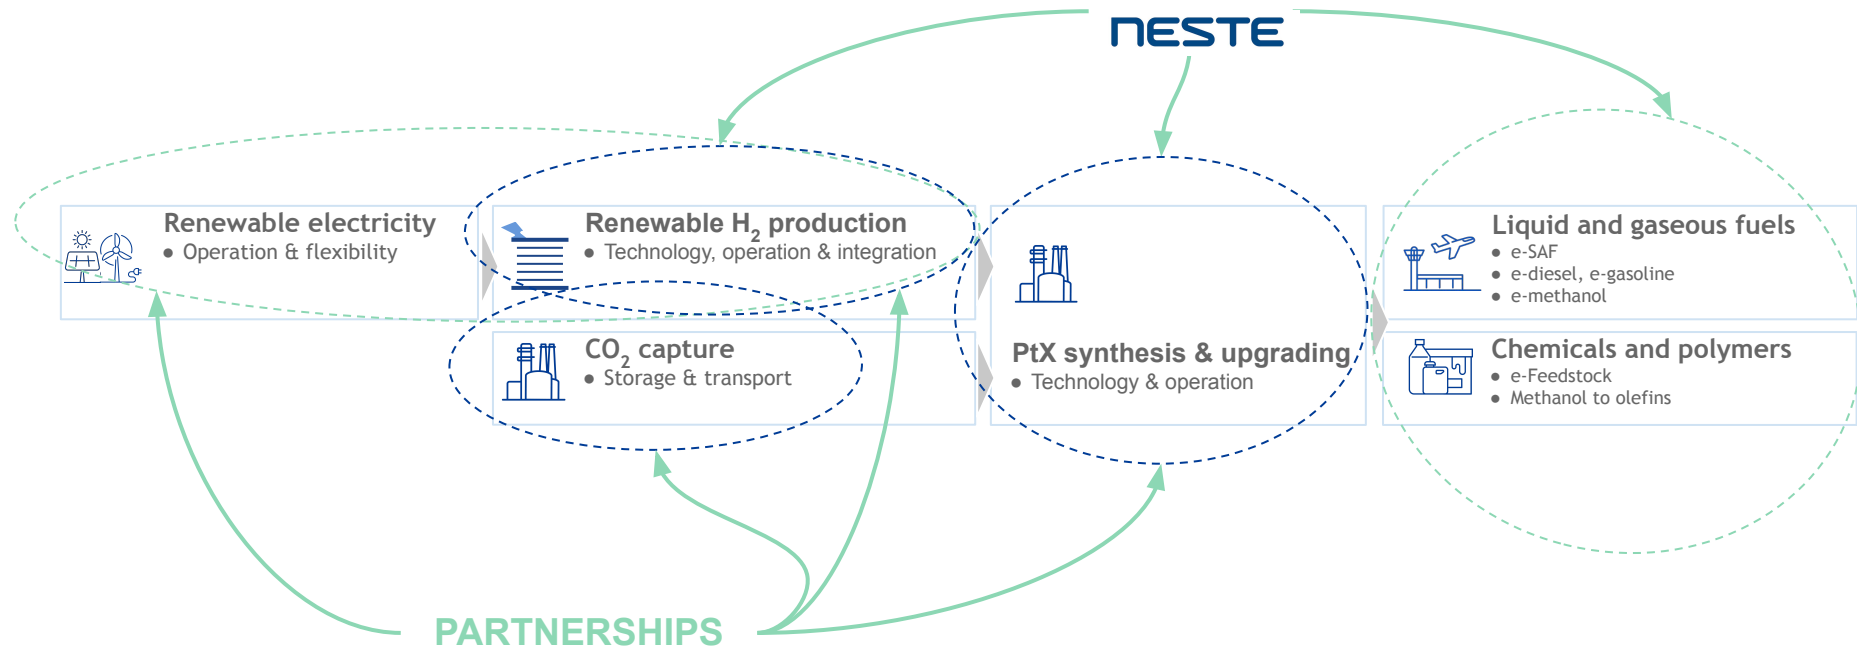 NESTE
Renewable electricity
● Operation & flexibility
Renewable H2 production
● Technology, operation & integration
CO2 capture
● Storage & transport
PtX synthesis & upgrading
● Technology & operation
Liquid and gaseous fuels
● e-SAF
● e-diesel, e-gasoline
● e-methanol
Chemicals and polymers
● e-Feedstock
● Methanol to olefins
PARTNERSHIPS